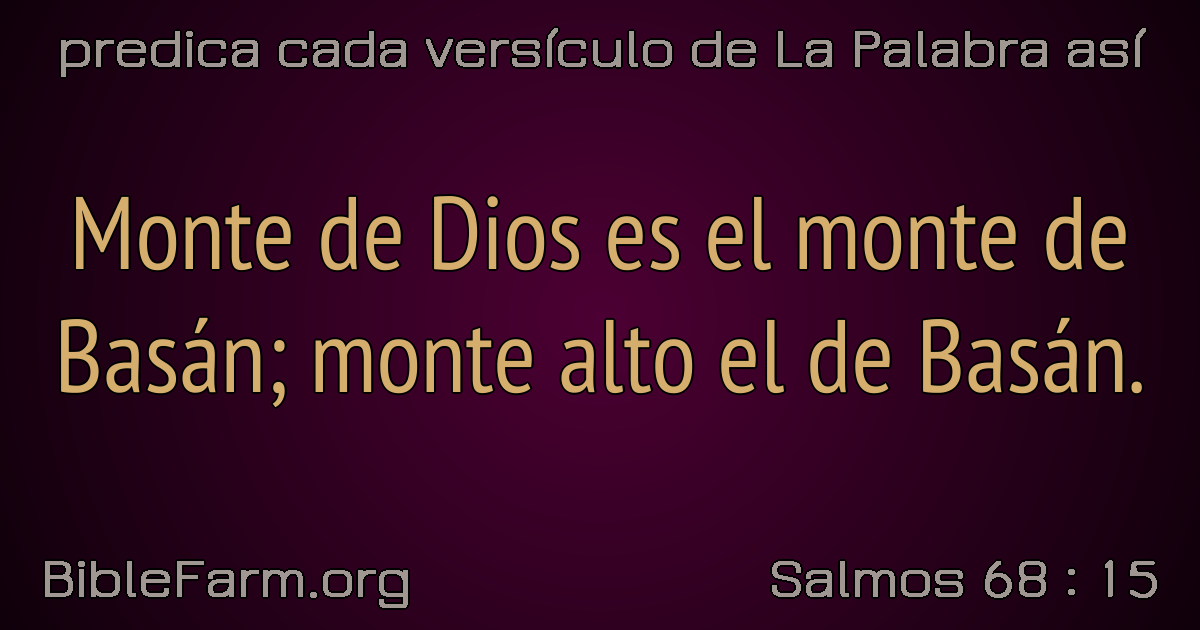 predica cada versículo de La Palabra así
Monte de Dios es el monte de
Basán; monte alto el de Basán.
BibleFarm.org
Salmos 68 : 15